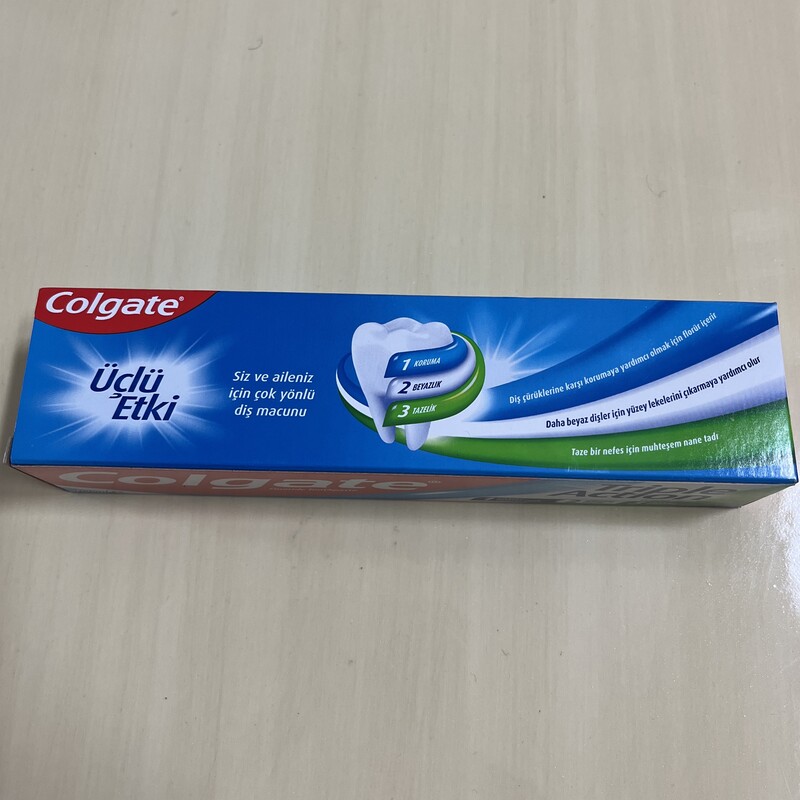 Colgate®
Üçlü
Etki
Siz ve aileniz
için çok yönlü
diş macunu
1 KORUMA
2 BEYAZLIK
3 TAZELİK
Diş çürüklerine karşı korumaya yardımcı olmak için florür içerir
Daha beyaz dişler için yüzey lekelerini çıkarmaya yardımcı olur
Taze bir nefes için muhteşem nane tadı
Colgate®
Triple
Action